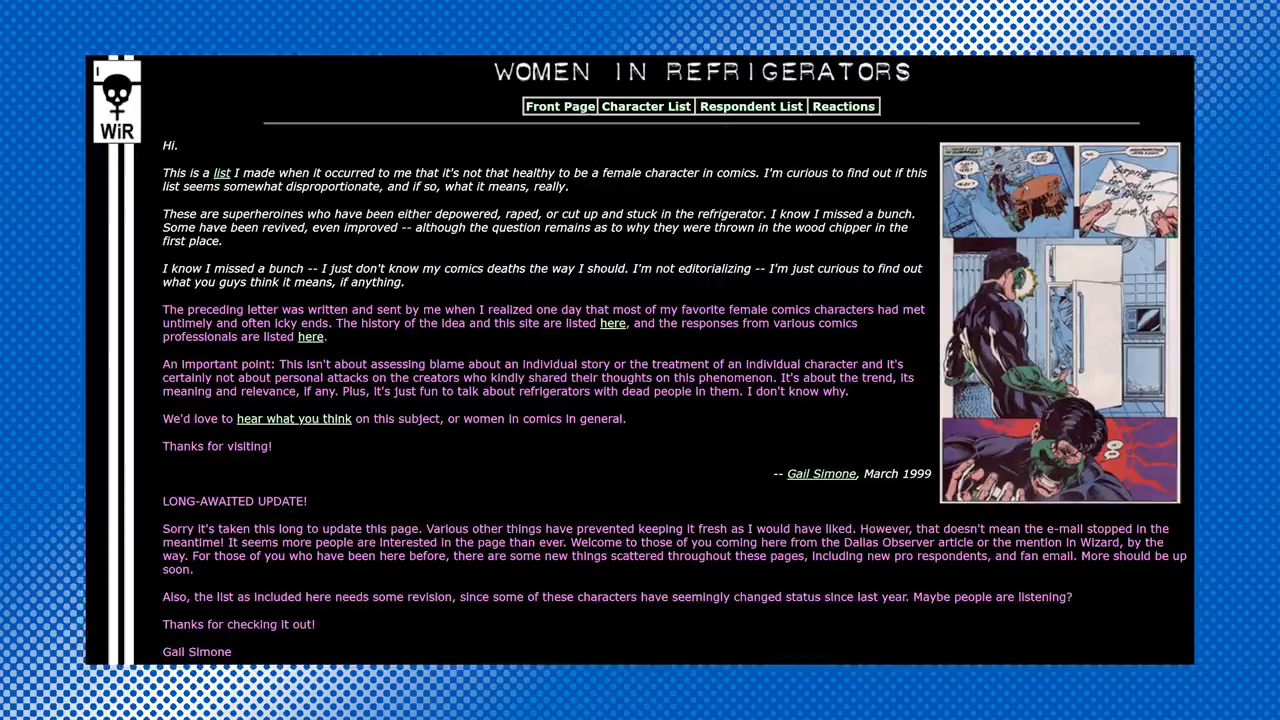 I
WiR
WOMEN IN REFRIGERATORS
Front Page Character List Respondent List Reactions
Hi.
This is a list I made when it occurred to me that it's not that healthy to be a female character in comics. I'm curious to find out if this
list seems somewhat disproportionate, and if so, what it means, really.
These are superheroines who have been either depowered, raped, or cut up and stuck in the refrigerator. I know I missed a bunch.
Some have been revived, even improved -- although the question remains as to why they were thrown in the wood chipper in the
first place.
I know I missed a bunch -- I just don't know my comics deaths the way I should. I'm not editorializing -- I'm just curious to find out
what you guys think it means, if anything.
The preceding letter was written and sent by me when I realized one day that most of my favorite female comics characters had met
untimely and often icky ends. The history of the idea and this site are listed here, and the responses from various comics
professionals are listed here.
An important point: This isn't about assessing blame about an individual story or the treatment of an individual character and it's
certainly not about personal attacks on the creators who kindly shared their thoughts on this phenomenon. It's about the trend, its
meaning and relevance, if any. Plus, it's just fun to talk about refrigerators with dead people in them. I don't know why.
We'd love to hear what you think on this subject, or women in comics in general.
Thanks for visiting!
-- Gail Simone, March 1999
LONG-AWAITED UPDATE!
Sorry it's taken this long to update this page. Various other things have prevented keeping it fresh as I would have liked. However, that doesn't mean the e-mail stopped in the
meantime! It seems more people are interested in the page than ever. Welcome to those of you coming here from the Dallas Observer article or the mention in Wizard, by the
way. For those of you who have been here before, there are some new things scattered throughout these pages, including new pro respondents, and fan email. More should be up
soon.
Also, the list as included here needs some revision, since some of these characters have seemingly changed status since last year. Maybe people are listening?
Thanks for checking it out!
Gail Simone
Surprise
for you in
the fridge.
Love, A